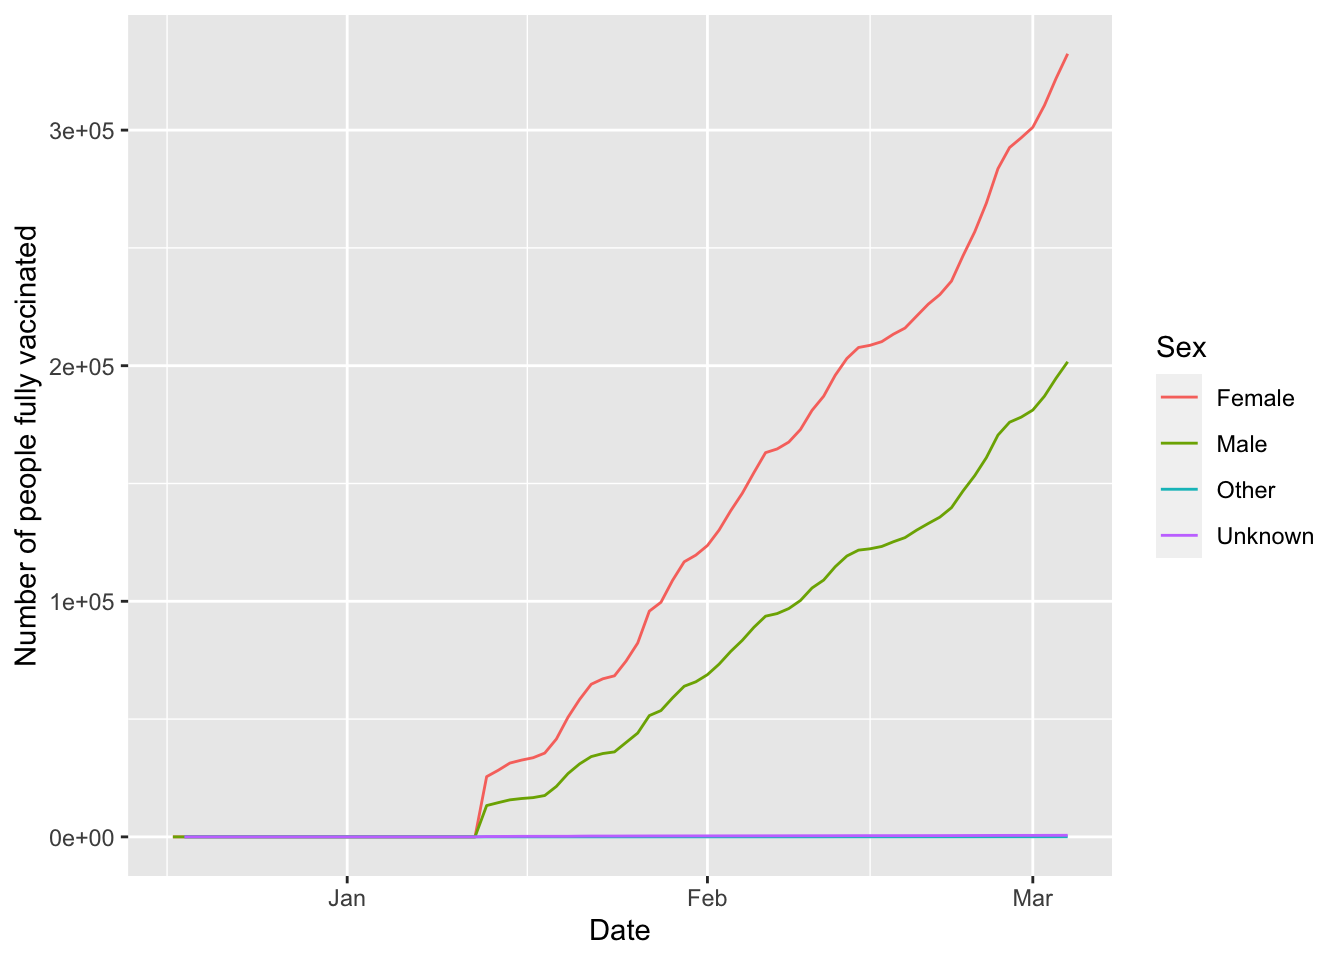 3e+05
2e+05
1e+05
0e+00
Number of people fully vaccinated
Jan
Feb
Mar
Date
Sex
Female
Male
Other
Unknown